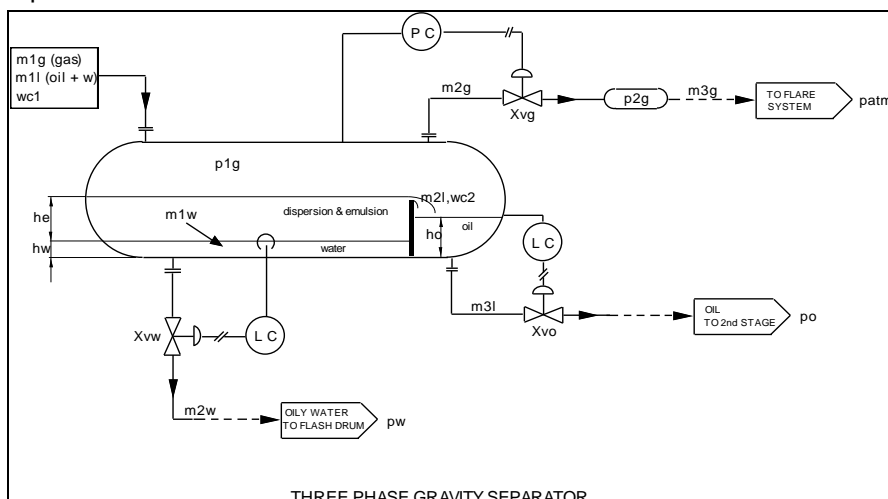 P C
m1g (gas)
m1l (oil + w)
wc1
m2g
Xvg
p2g
m3g
TO FLARE
SYSTEM
patm
p1g
he
m1w
dispersion & emulsion
m2l,wc2
ho
oil
hw
water
L C
Xvw
L C
m3l
Xvo
OIL
TO 2nd STAGE
po
m2w
OILY WATER
TO FLASH DRUM
pw
THREE PHASE GRAVITY SEPARATOR